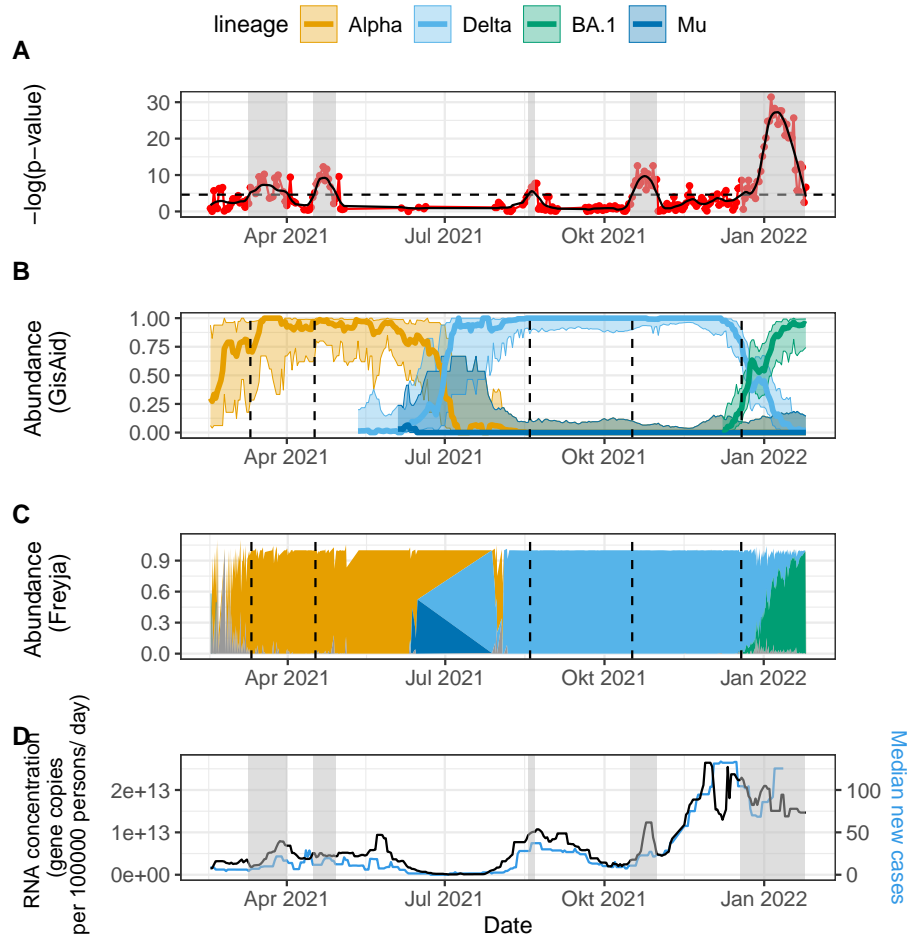 lineage Alpha Delta BA.1 Mu
A
−log(p−value)
30
20
10
0
Apr 2021 Jul 2021 Okt 2021 Jan 2022
B
Abundance
(GisAid)
1.00
0.75
0.50
0.25
0.00
Apr 2021 Jul 2021 Okt 2021 Jan 2022
C
Abundance
(Freyja)
0.9
0.6
0.3
0.0
Apr 2021 Jul 2021 Okt 2021 Jan 2022
D
RNA concentration
(gene copies
per 100000 persons/ day)
2e+13
1e+13
0e+00
100
50
0
Median new cases
Apr 2021 Jul 2021 Okt 2021 Jan 2022
Date